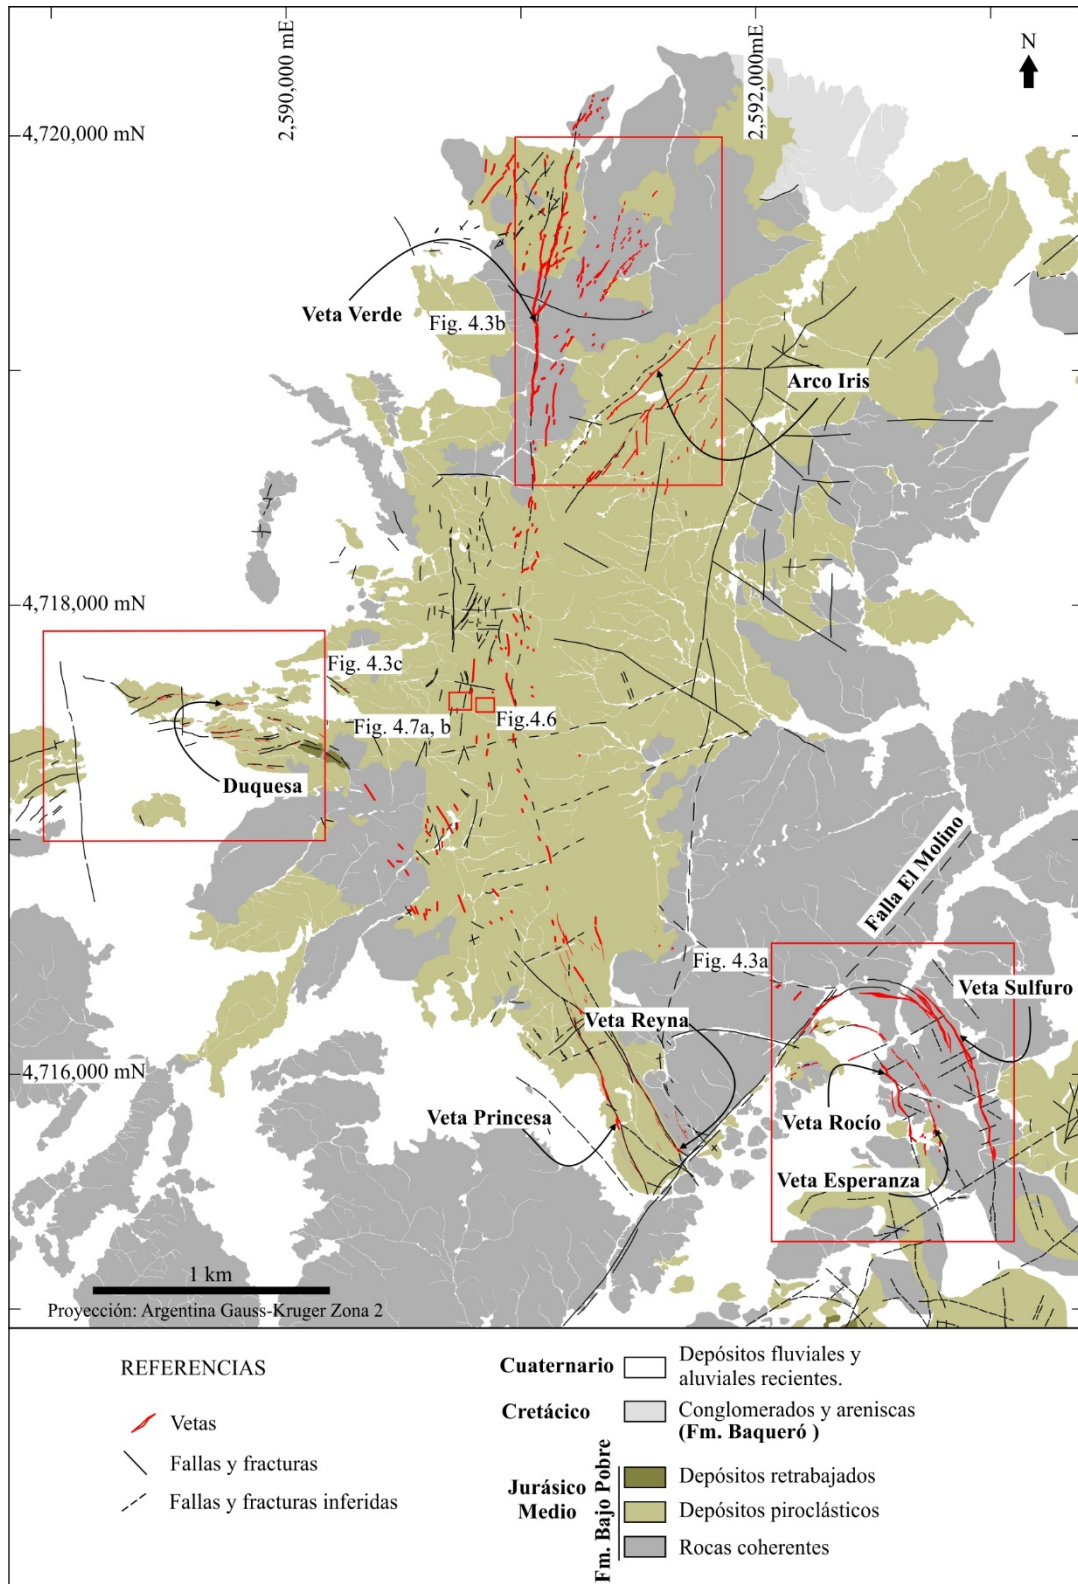 2,590,000 mE
2,592,000mE
N
4,720,000 mN
Veta Verde
Fig. 4.3b
Arco Iris
4,718,000 mN
Fig. 4.3c
Fig. 4.7a, b
Fig.4.6
Duquesa
Falla El Molino
Fig. 4.3a
Veta Sulfuro
Veta Reyna
4,716,000 mN
Veta Princesa
Veta Rocío
Veta Esperanza
1 km
Proyección: Argentina Gauss-Kruger Zona 2
REFERENCIAS
Vetas
Fallas y fracturas
Fallas y fracturas inferidas
Cuaternario
Depósitos fluviales y
aluviales recientes.
Cretácico
Conglomerados y areniscas
(Fm. Baqueró )
Jurásico
Medio
Fm. Bajo Pobre
Depósitos retrabajados
Depósitos piroclásticos
Rocas coherentes